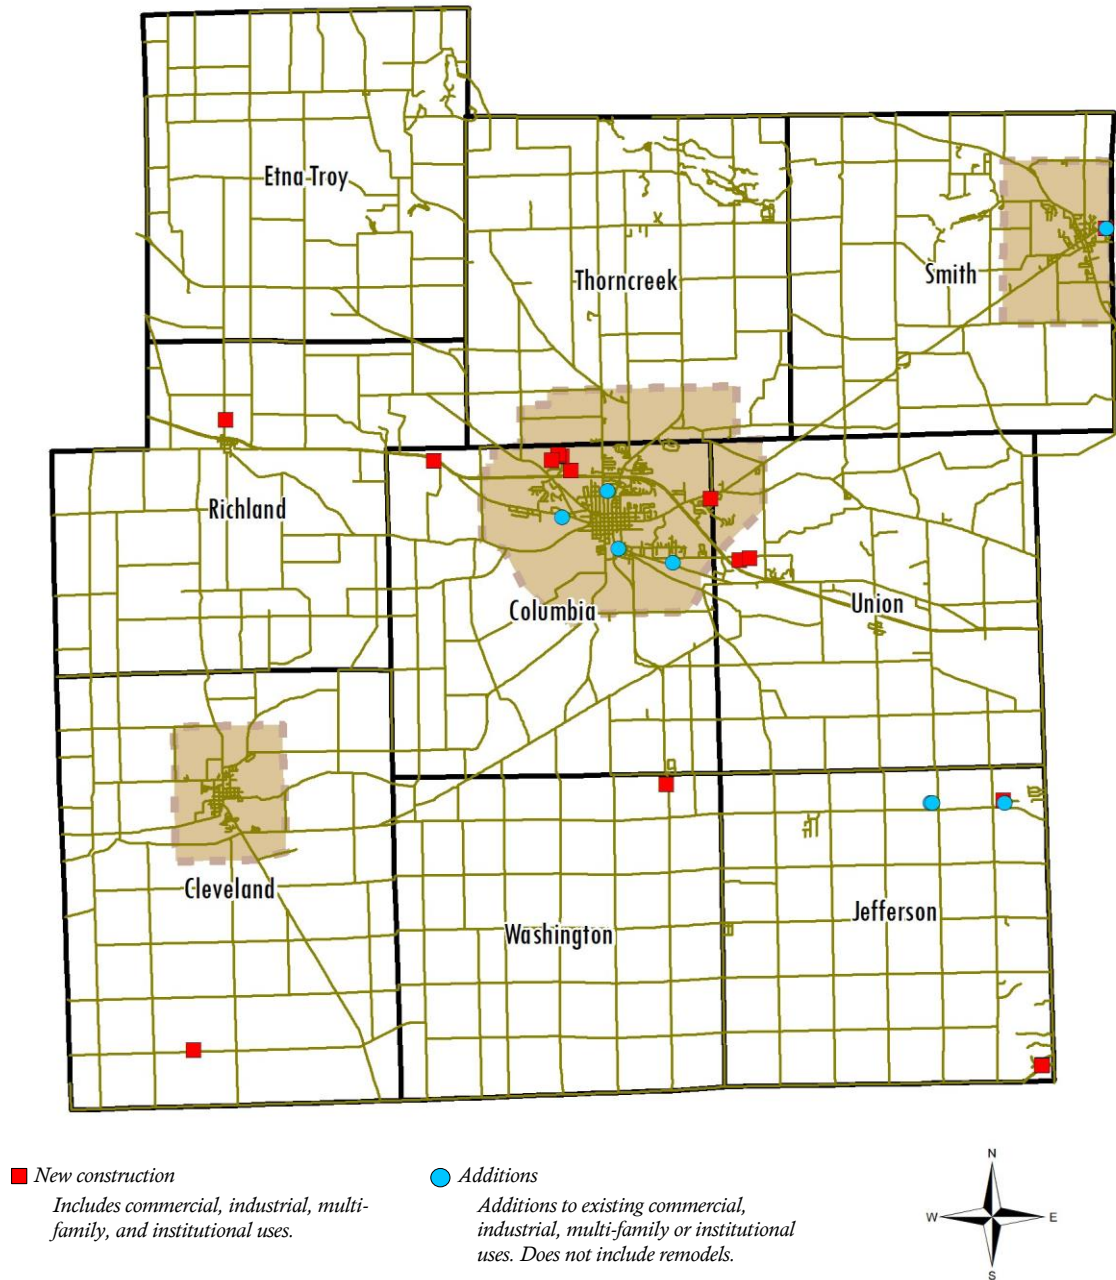 Etna Troy
Thorncreek
Smith
Richland
Columbia
Union
Cleveland
Washington
Jefferson
New construction
Includes commercial, industrial, multi-
family, and institutional uses.
Additions
Additions to existing commercial,
industrial, multi-family or institutional
uses. Does not include remodels.
N
W E
S